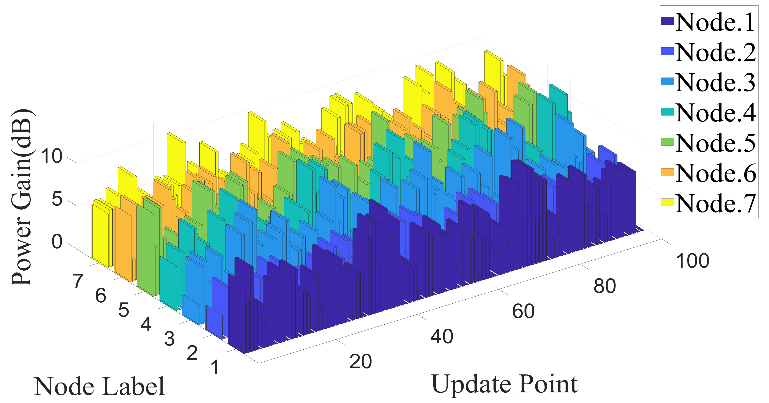 Node.1
Node.2
Node.3
Node.4
Node.5
Node.6
Node.7
Power Gain(dB)
10
5
0
7
6
5
4
3
2
1
20
40
60
80
100
Node Label
Update Point